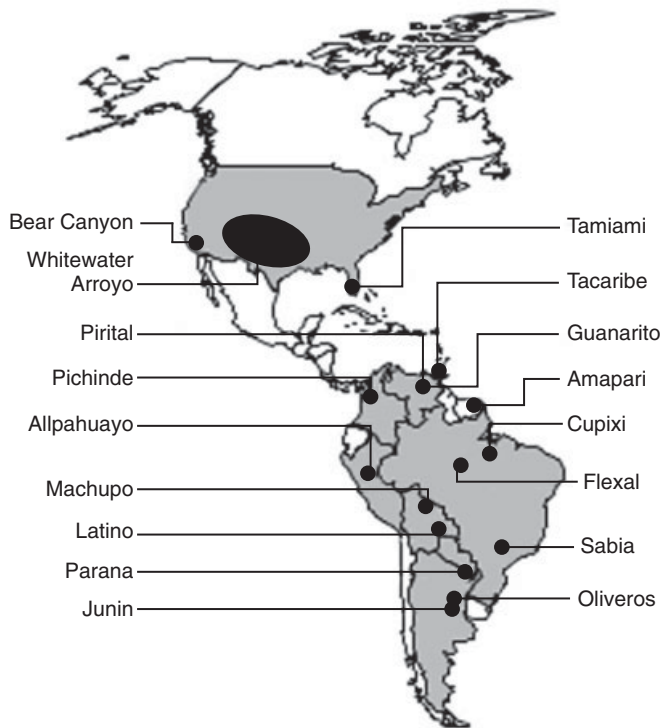 Bear Canyon
Whitewater
Arroyo
Pirital
Pichinde
Allpahuayo
Machupo
Latino
Parana
Junin
Tamiami
Tacaribe
Guanarito
Amapari
Cupixi
Flexal
Sabia
Oliveros